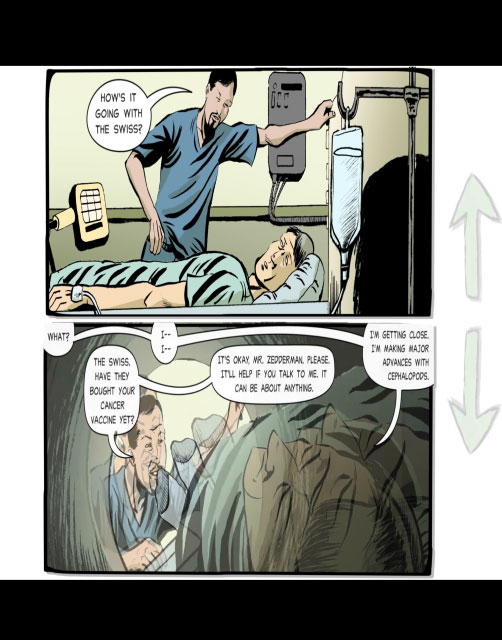 HOW'S IT
GOING WITH
THE SWISS?
WHAT?
I--
I--
THE SWISS,
HAVE THEY
BOUGHT YOUR
CANCER
VACCINE YET?
IT'S OKAY, MR. ZEDDERMAN. PLEASE.
IT'LL HELP IF YOU TALK TO ME. IT
CAN BE ABOUT ANYTHING.
I'M GETTING CLOSE.
I'M MAKING MAJOR
ADVANCES WITH
CEPHALOPODS.